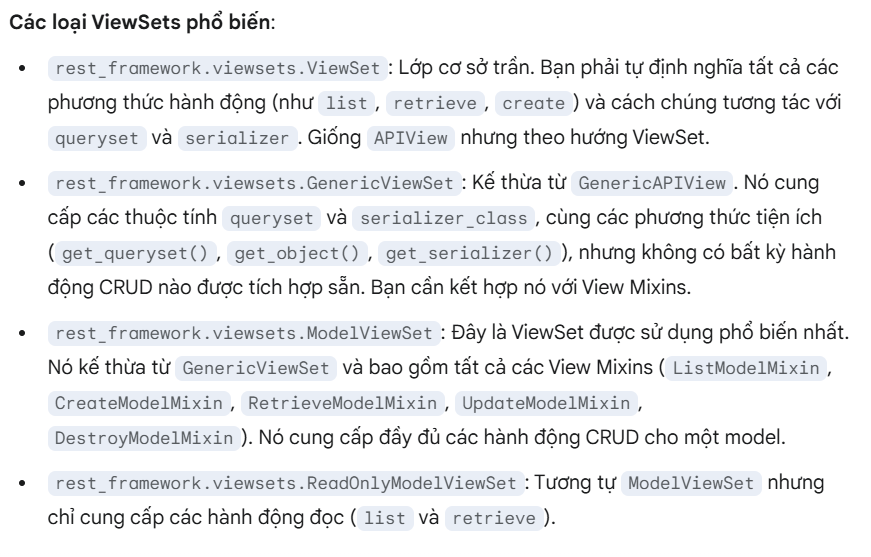 Các loại ViewSets phổ biến:
• rest_framework.viewsets.ViewSet: Lớp cơ sở trần. Bạn phải tự định nghĩa tất cả các
phương thức hành động (như list, retrieve, create) và cách chúng tương tác với
queryset và serializer. Giống APIView nhưng theo hướng ViewSet.
• rest_framework.viewsets.GenericViewSet: Kế thừa từ GenericAPIView. Nó cung
cấp các thuộc tính queryset và serializer_class, cùng các phương thức tiện ích
(get_queryset(), get_object(), get_serializer()), nhưng không có bất kỳ hành
động CRUD nào được tích hợp sẵn. Bạn cần kết hợp nó với View Mixins.
• rest_framework.viewsets.ModelViewSet: Đây là ViewSet được sử dụng phổ biến nhất.
Nó kế thừa từ GenericViewSet và bao gồm tất cả các View Mixins (ListModelMixin,
CreateModelMixin, RetrieveModelMixin, UpdateModelMixin,
DestroyModelMixin). Nó cung cấp đầy đủ các hành động CRUD cho một model.
• rest_framework.viewsets.ReadOnlyModelViewSet: Tương tự ModelViewSet nhưng
chỉ cung cấp các hành động đọc (list và retrieve).